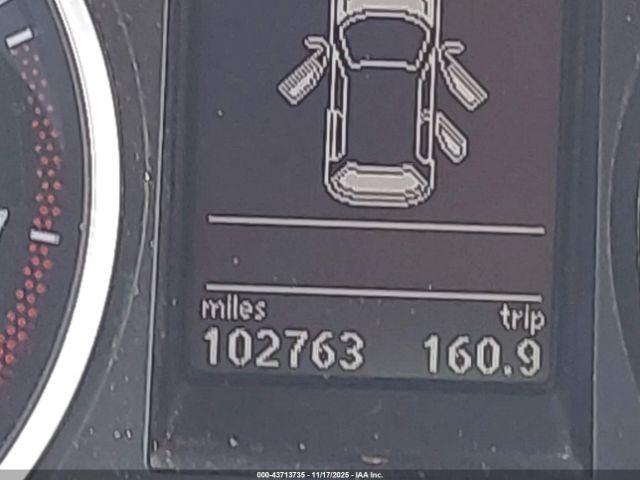 miles trip
102763 160.9
000-43713735 - 11/17/2025 - IAA Inc.